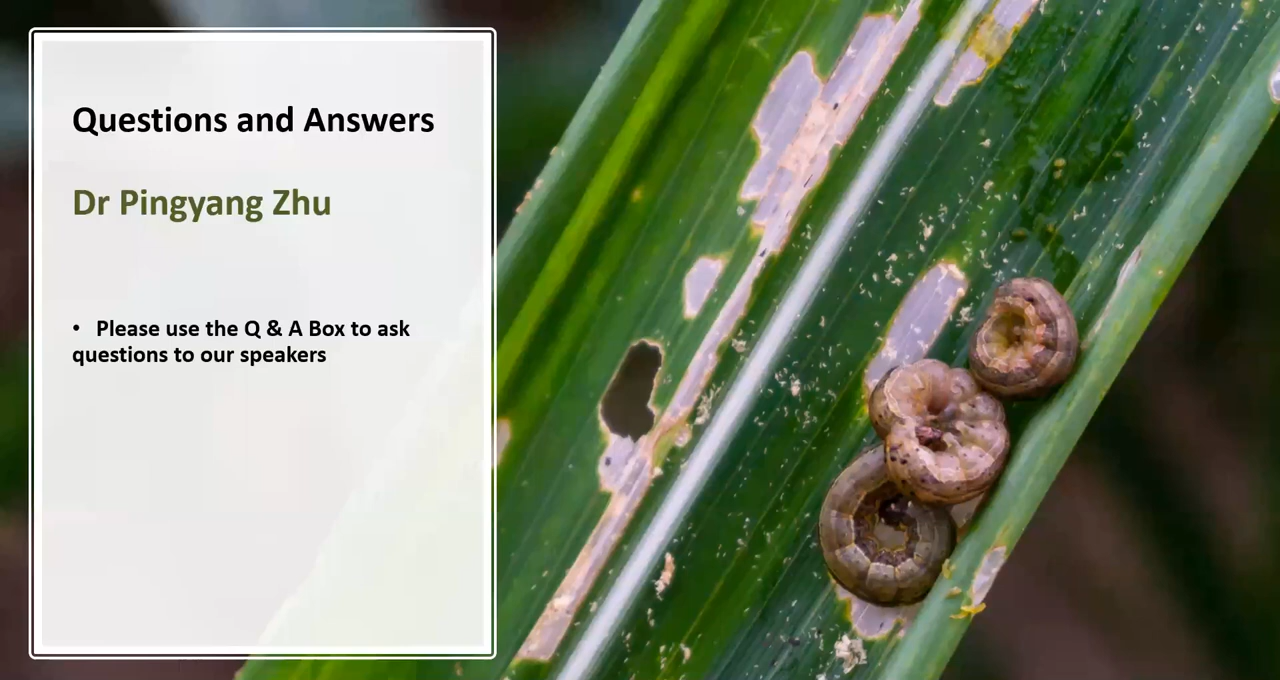 Questions and Answers
Dr Pingyang Zhu
• Please use the Q & A Box to ask
questions to our speakers